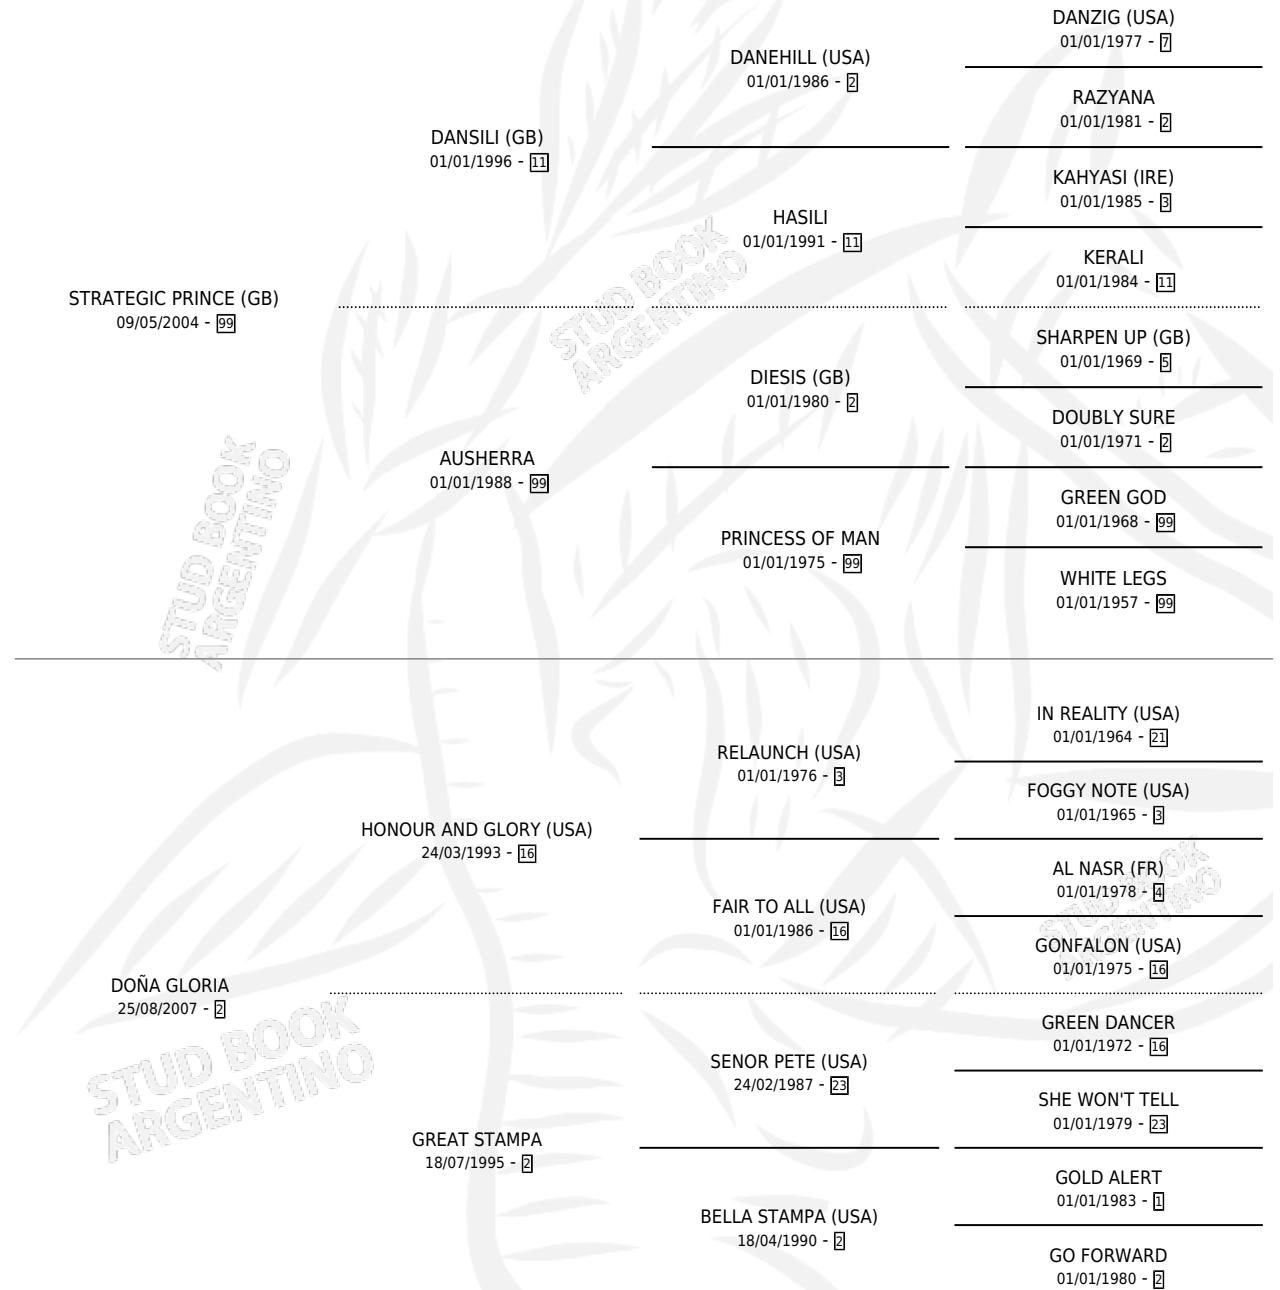 DANZIG (USA)
01/01/1977 - 7
DANEHILL (USA)
01/01/1986 - 2
RAZYANA
01/01/1981 - 2
DANSILI (GB)
01/01/1996 - 11
KAHYASI (IRE)
01/01/1985 - 3
HASILI
01/01/1991 - 11
KERALI
01/01/1984 - 11
STRATEGIC PRINCE (GB)
09/05/2004 - 99
SHARPEN UP (GB)
01/01/1969 - 5
DIESIS (GB)
01/01/1980 - 2
DOUBLY SURE
01/01/1971 - 2
AUSHERRA
01/01/1988 - 99
GREEN GOD
01/01/1968 - 99
PRINCESS OF MAN
01/01/1975 - 99
WHITE LEGS
01/01/1957 - 99
IN REALITY (USA)
01/01/1964 - 21
RELAUNCH (USA)
01/01/1976 - 3
FOGGY NOTE (USA)
01/01/1965 - 3
HONOUR AND GLORY (USA)
24/03/1993 - 16
AL NASR (FR)
01/01/1978 - 4
FAIR TO ALL (USA)
01/01/1986 - 16
GONFALON (USA)
01/01/1975 - 16
DOÑA GLORIA
25/08/2007 - 2
GREEN DANCER
01/01/1972 - 16
SENOR PETE (USA)
24/02/1987 - 23
SHE WON'T TELL
01/01/1979 - 23
GREAT STAMPA
18/07/1995 - 2
GOLD ALERT
01/01/1983 - 1
BELLA STAMPA (USA)
18/04/1990 - 2
GO FORWARD
01/01/1980 - 2
STUD BOOK
ARGENTINO
STUD BOOK
ARGENTINO
STUD BOOK
ARGENTINO
STUD BOOK
ARGENTINO